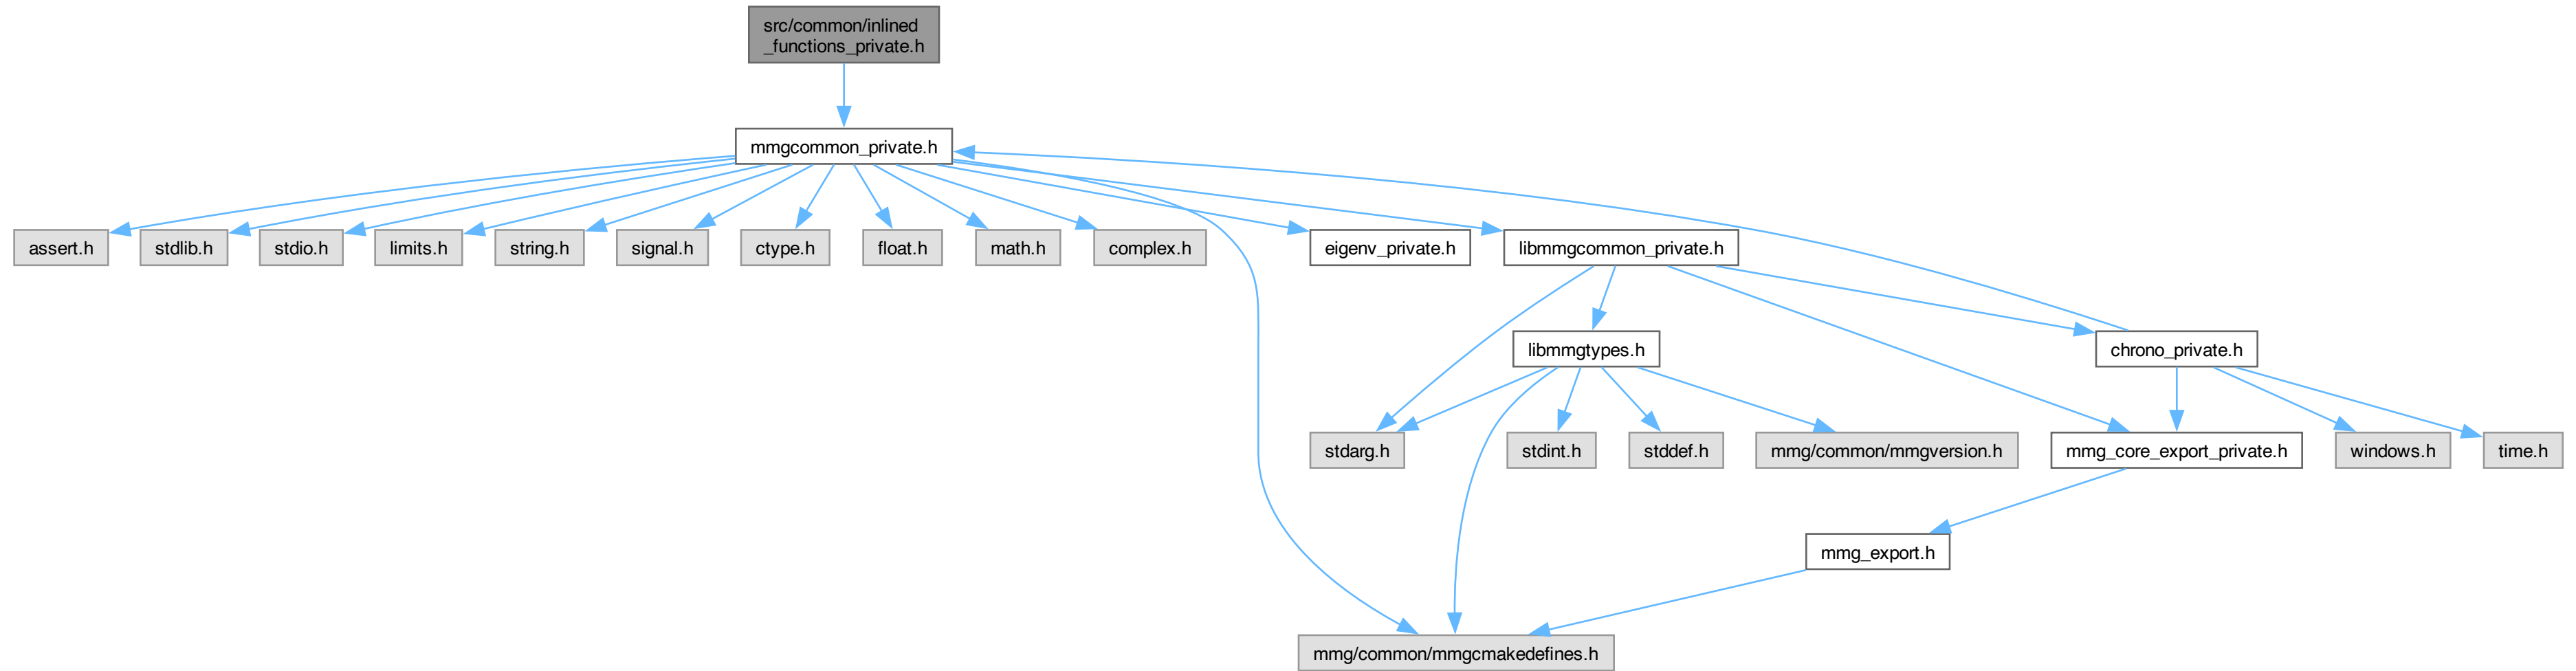 src/common/inlined
_functions_private.h
mmgcommon_private.h
assert.h
stdlib.h
stdio.h
limits.h
string.h
signal.h
ctype.h
float.h
math.h
complex.h
eigenv_private.h
libmmgcommon_private.h
libmmgtypes.h
chrono_private.h
stdarg.h
stdint.h
stddef.h
mmg/common/mmgversion.h
mmg_core_export_private.h
windows.h
time.h
mmg_export.h
mmg/common/mmgcmakedefines.h